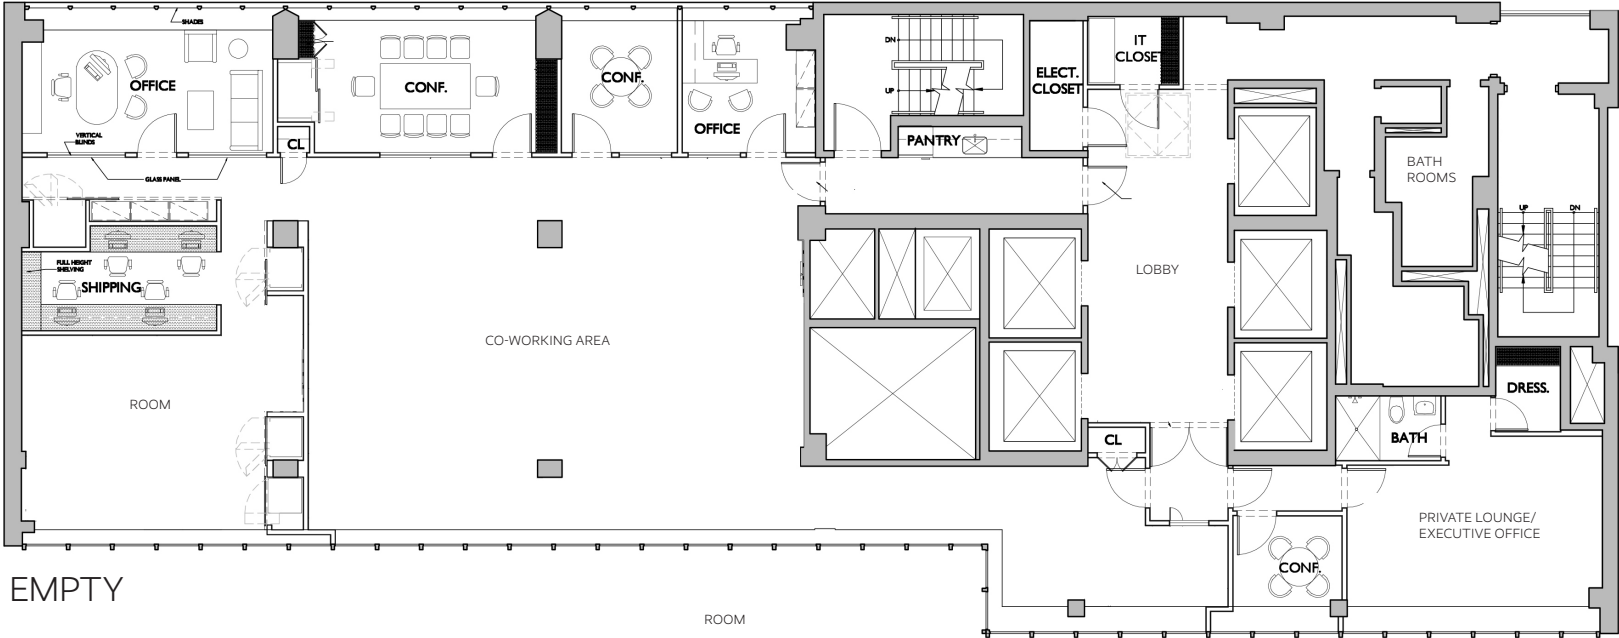 SHADES
DN
IT
CLOSET
OFFICE
CONF.
CONF.
ELECT.
CLOSET
UP
OFFICE
VERTICAL
BLINDS
CL
PANTRY
GLASS PANEL
BATH
ROOMS
UP
DN
FULL HEIGHT
SHELVING
SHIPPING
LOBBY
CO-WORKING AREA
DRESS.
ROOM
CL
BATH
PRIVATE LOUNGE/
EXECUTIVE OFFICE
CONF.
EMPTY
ROOM